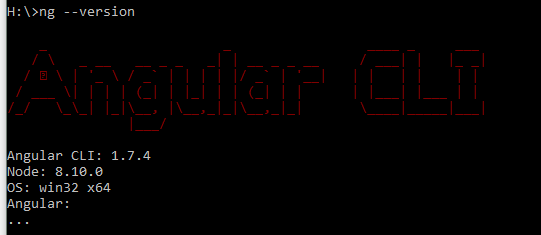 H:\>ng --version
Angular CLI
Angular CLI: 1.7.4
Node: 8.10.0
OS: win32 x64
Angular:
...